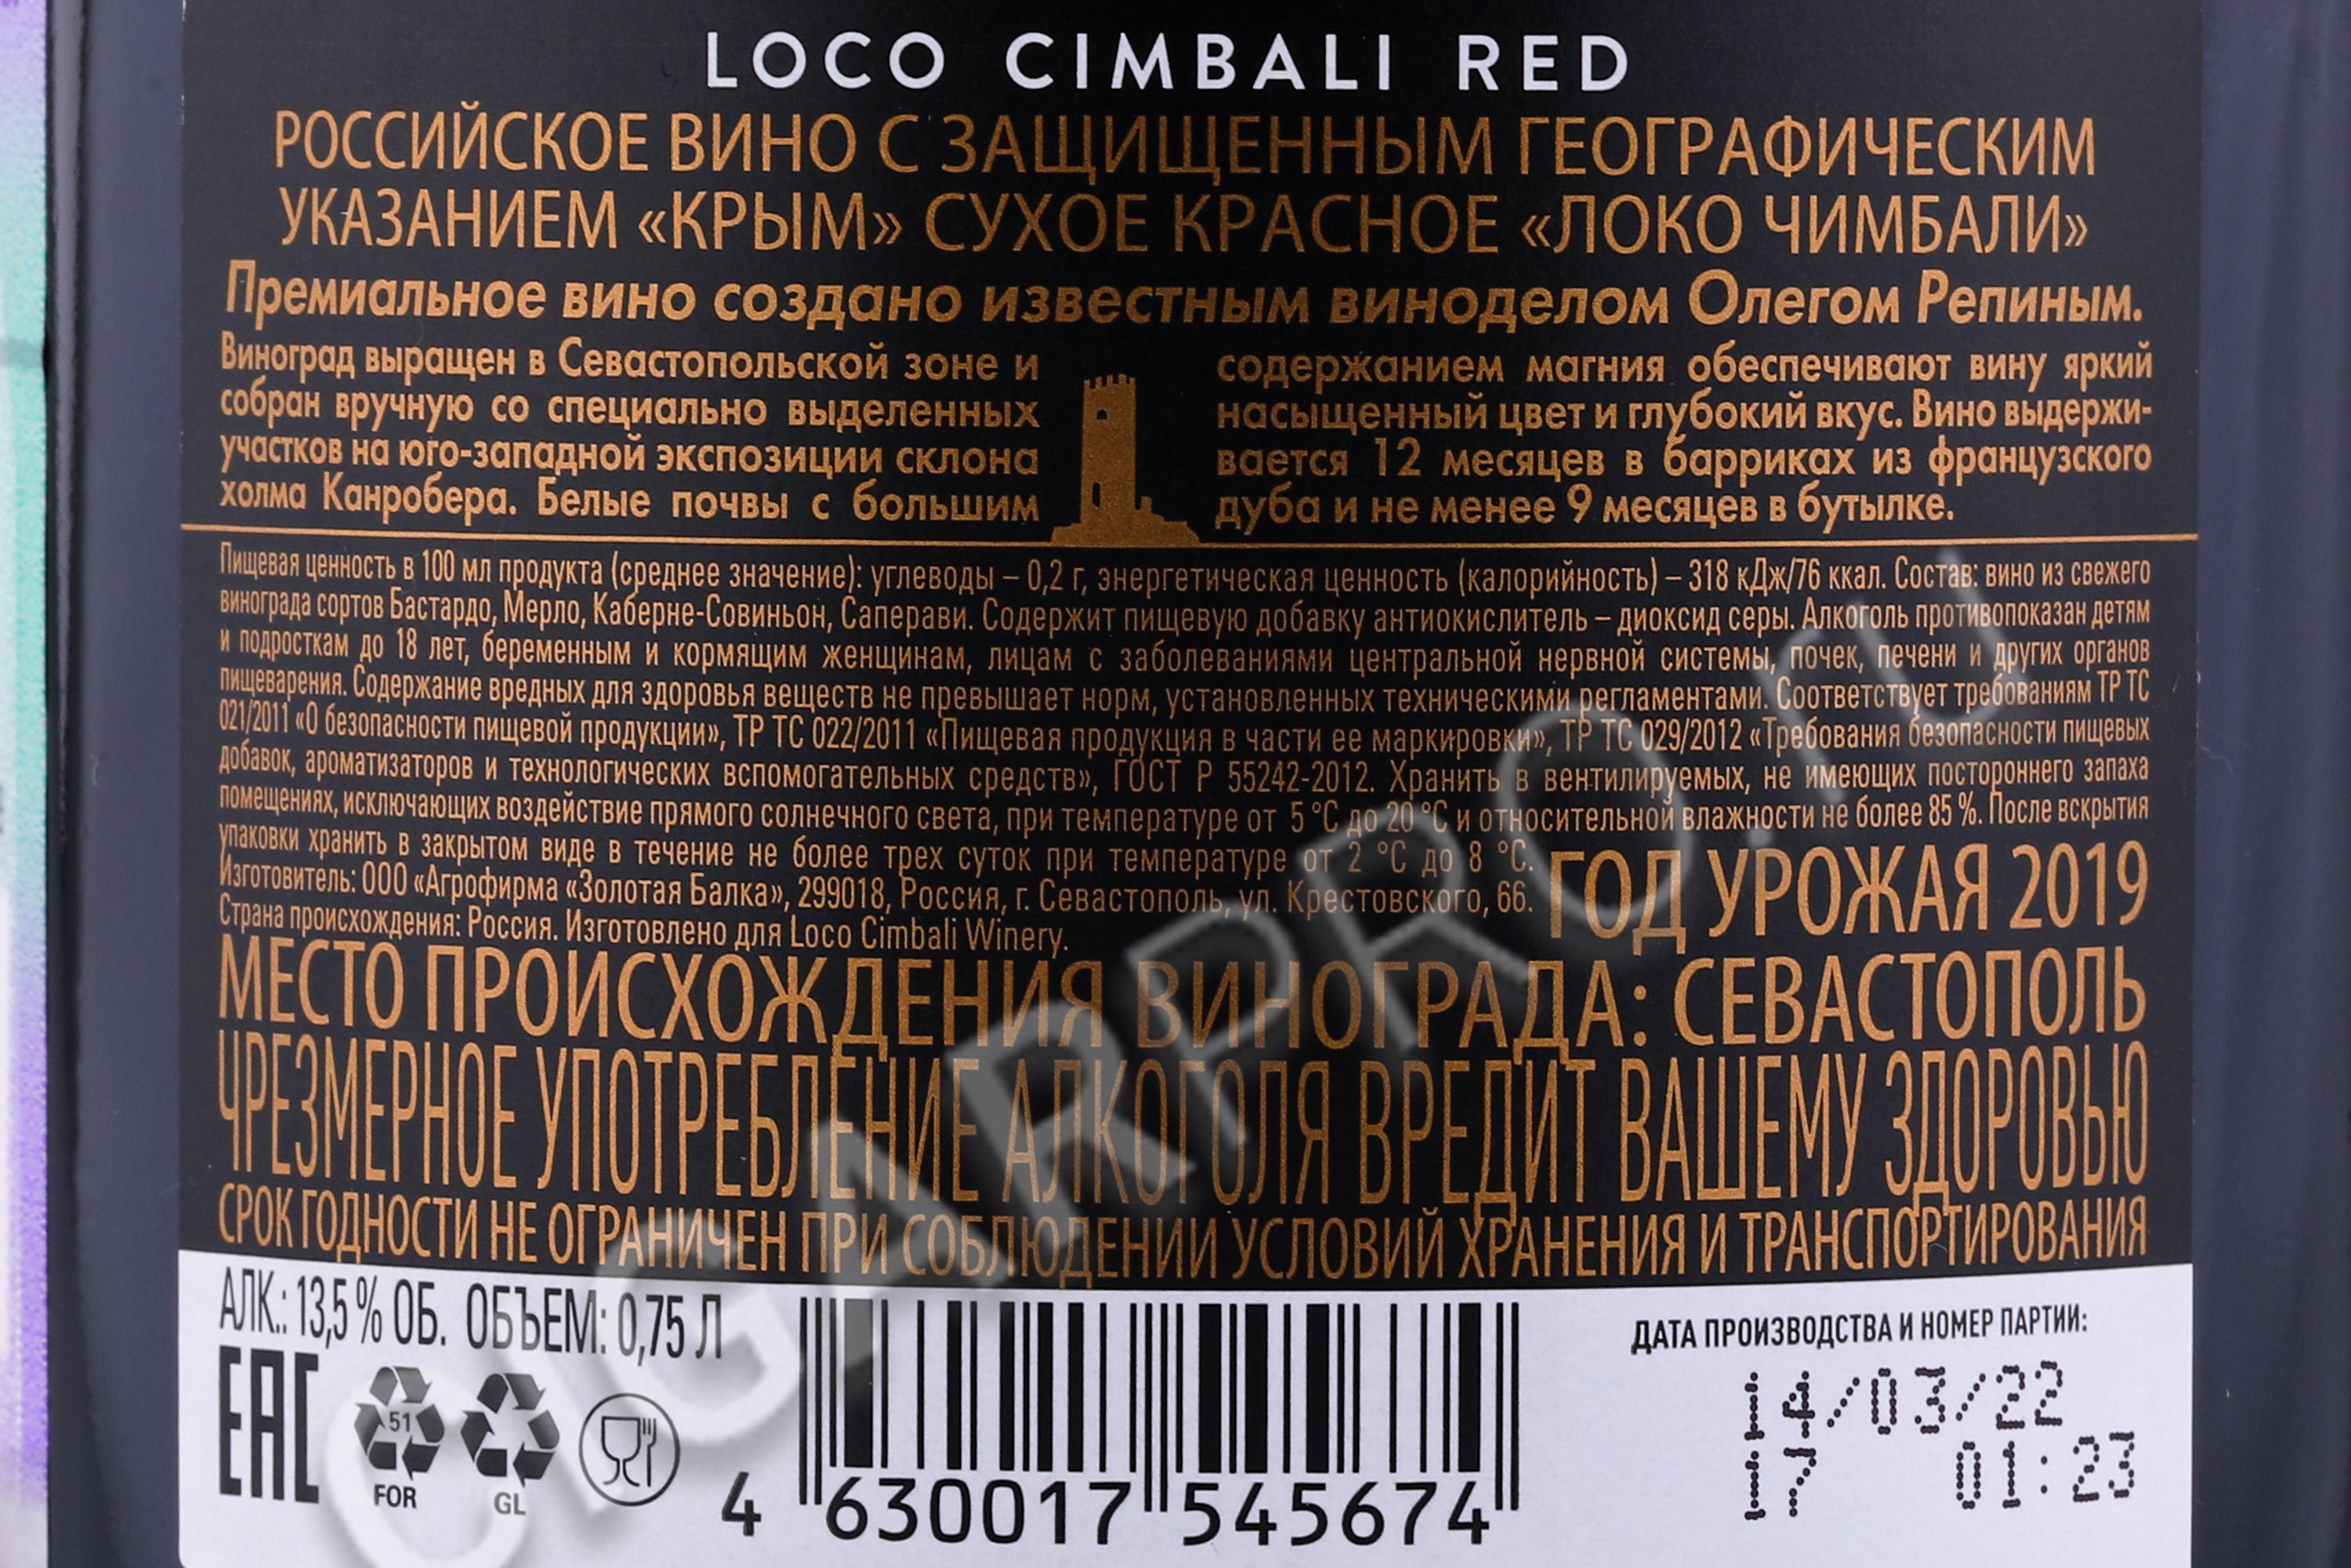 LOCO CIMBALI RED
РОССИЙСКОЕ ВИНО С ЗАЩИЩЕННЫМ ГЕОГРАФИЧЕСКИМ
УКАЗАНИЕМ «КРЫМ» СУХОЕ КРАСНОЕ «ЛОКО ЧИМБАЛИ»
Премиальное вино создано известным виноделом Олегом Репиным.
Виноград выращен в Севастопольской зоне и
собран вручную со специально выделенных
участков на юго-западной экспозиции склона
холма Канробера. Белые почвы с большим
содержанием магния обеспечивают вину яркий
насыщенный цвет и глубокий вкус. Вино выдержи-
вается 12 месяцев в барриках из французского
дуба и не менее 9 месяцев в бутылке.
Пищевая ценность в 100 мл продукта (среднее значение): углеводы – 0,2 г, энергетическая ценность (калорийность) – 318 кДж/76 ккал. Состав: вино из свежего
винограда сортов Бастардо, Мерло, Каберне-Совиньон, Саперави. Содержит пищевую добавку антиокислитель – диоксид серы. Алкоголь противопоказан детям
и подросткам до 18 лет, беременным и кормящим женщинам, лицам с заболеваниями центральной нервной системы, почек, печени и других органов
пищеварения. Содержание вредных для здоровья веществ не превышает норм, установленных техническими регламентами. Соответствует требованиям ТР ТС
021/2011 «О безопасности пищевой продукции», ТР ТС 022/2011 «Пищевая продукция в части ее маркировки», ТР ТС 029/2012 «Требования безопасности пищевых
добавок, ароматизаторов и технологических вспомогательных средств», ГОСТ Р 55242-2012. Хранить в вентилируемых, не имеющих постороннего запаха
помещениях, исключающих воздействие прямого солнечного света, при температуре от 5 °С до 20 °С и относительной влажности не более 85 %. После вскрытия
упаковки хранить в закрытом виде в течение не более трех суток при температуре от 2 °С до 8 °С.
Изготовитель: ООО «Агрофирма «Золотая Балка», 299018, Россия, г. Севастополь, ул. Крестовского, 66.
Страна происхождения: Россия. Изготовлено для Loco Cimbali Winery.
ГОД УРОЖАЯ 2019
МЕСТО ПРОИСХОЖДЕНИЯ ВИНОГРАДА: СЕВАСТОПОЛЬ
ЧРЕЗМЕРНОЕ УПОТРЕБЛЕНИЕ АЛКОГОЛЯ ВРЕДИТ ВАШЕМУ ЗДОРОВЬЮ
СРОК ГОДНОСТИ НЕ ОГРАНИЧЕН ПРИ СОБЛЮДЕНИИ УСЛОВИЙ ХРАНЕНИЯ И ТРАНСПОРТИРОВАНИЯ
АЛК.: 13,5 % ОБ. ОБЪЕМ: 0,75 Л
ЕАС
51
FOR
GL
4 630017 545674
ДАТА ПРОИЗВОДСТВА И НОМЕР ПАРТИИ:
14/03/22
17 01:23
CIGARPRO.ru